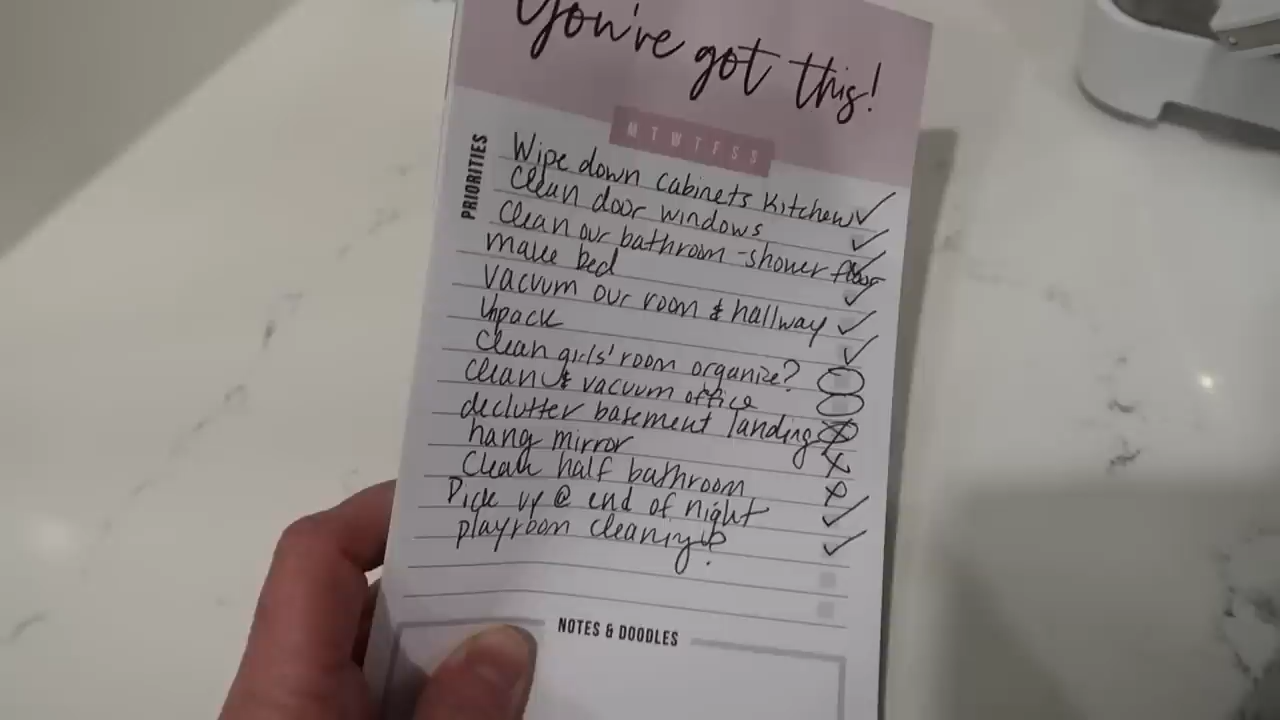 You're got this!
M T W T F S S
PRIORITIES
Wipe down cabinets Kitchen
Clean door windows
Clean our bathroom - shower floor
make bed
Vacuum our room & hallway
Unpack
Clean girls' room organize?
Clean & vacuum office
declutter basement landing
hang mirror
Clean half bathroom
Pick up @ end of night
playroom cleanup
NOTES & DOODLES